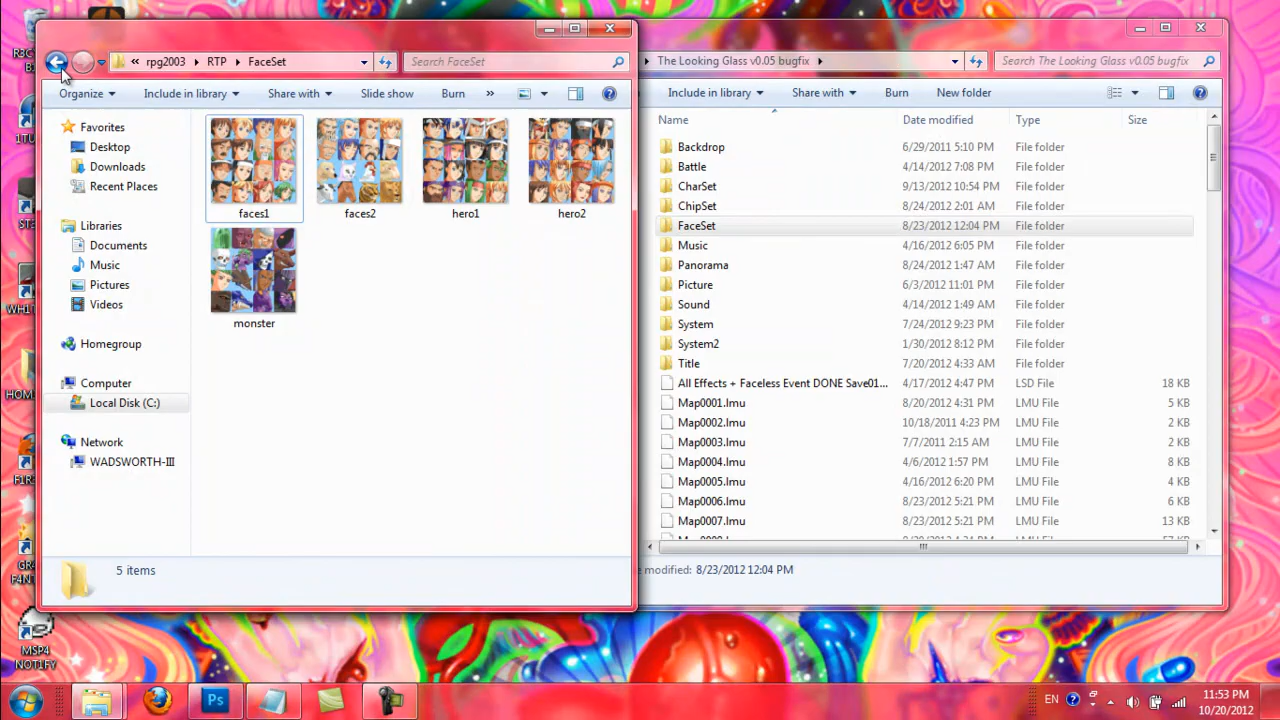 rpg2003 RTP FaceSet
Search FaceSet
Organize Include in library Share with Slide show Burn »
Favorites
Desktop
Downloads
Recent Places
Libraries
Documents
Music
Pictures
Videos
Homegroup
Computer
Local Disk (C:)
Network
WADSWORTH-III
faces1 faces2 hero1 hero2
monster
5 items
The Looking Glass v0.05 bugfix
Search The Looking Glass v0.05 bugfix
Include in library Share with Burn New folder
Name Date modified Type Size
Backdrop 6/29/2011 5:10 PM File folder
Battle 4/14/2012 7:08 PM File folder
CharSet 9/13/2012 10:54 PM File folder
ChipSet 8/24/2012 2:01 AM File folder
FaceSet 8/23/2012 12:04 PM File folder
Music 4/16/2012 6:05 PM File folder
Panorama 8/24/2012 1:47 AM File folder
Picture 6/3/2012 11:01 PM File folder
Sound 4/14/2012 1:49 AM File folder
System 7/24/2012 9:23 PM File folder
System2 1/30/2012 8:12 PM File folder
Title 7/20/2012 4:33 AM File folder
All Effects + Faceless Event DONE Save01... 4/17/2012 4:47 PM LSD File 18 KB
Map0001.lmu 8/20/2012 4:31 PM LMU File 5 KB
Map0002.lmu 10/18/2011 4:23 PM LMU File 2 KB
Map0003.lmu 7/7/2011 2:15 AM LMU File 2 KB
Map0004.lmu 4/6/2012 1:57 PM LMU File 2 KB
Map0005.lmu 4/16/2012 6:20 PM LMU File 4 KB
Map0006.lmu 8/23/2012 5:21 PM LMU File 6 KB
Map0007.lmu 8/23/2012 5:21 PM LMU File 13 KB
modified: 8/23/2012 12:04 PM
MSP4
NOT1FY
Ps
EN
11:53 PM
10/20/2012